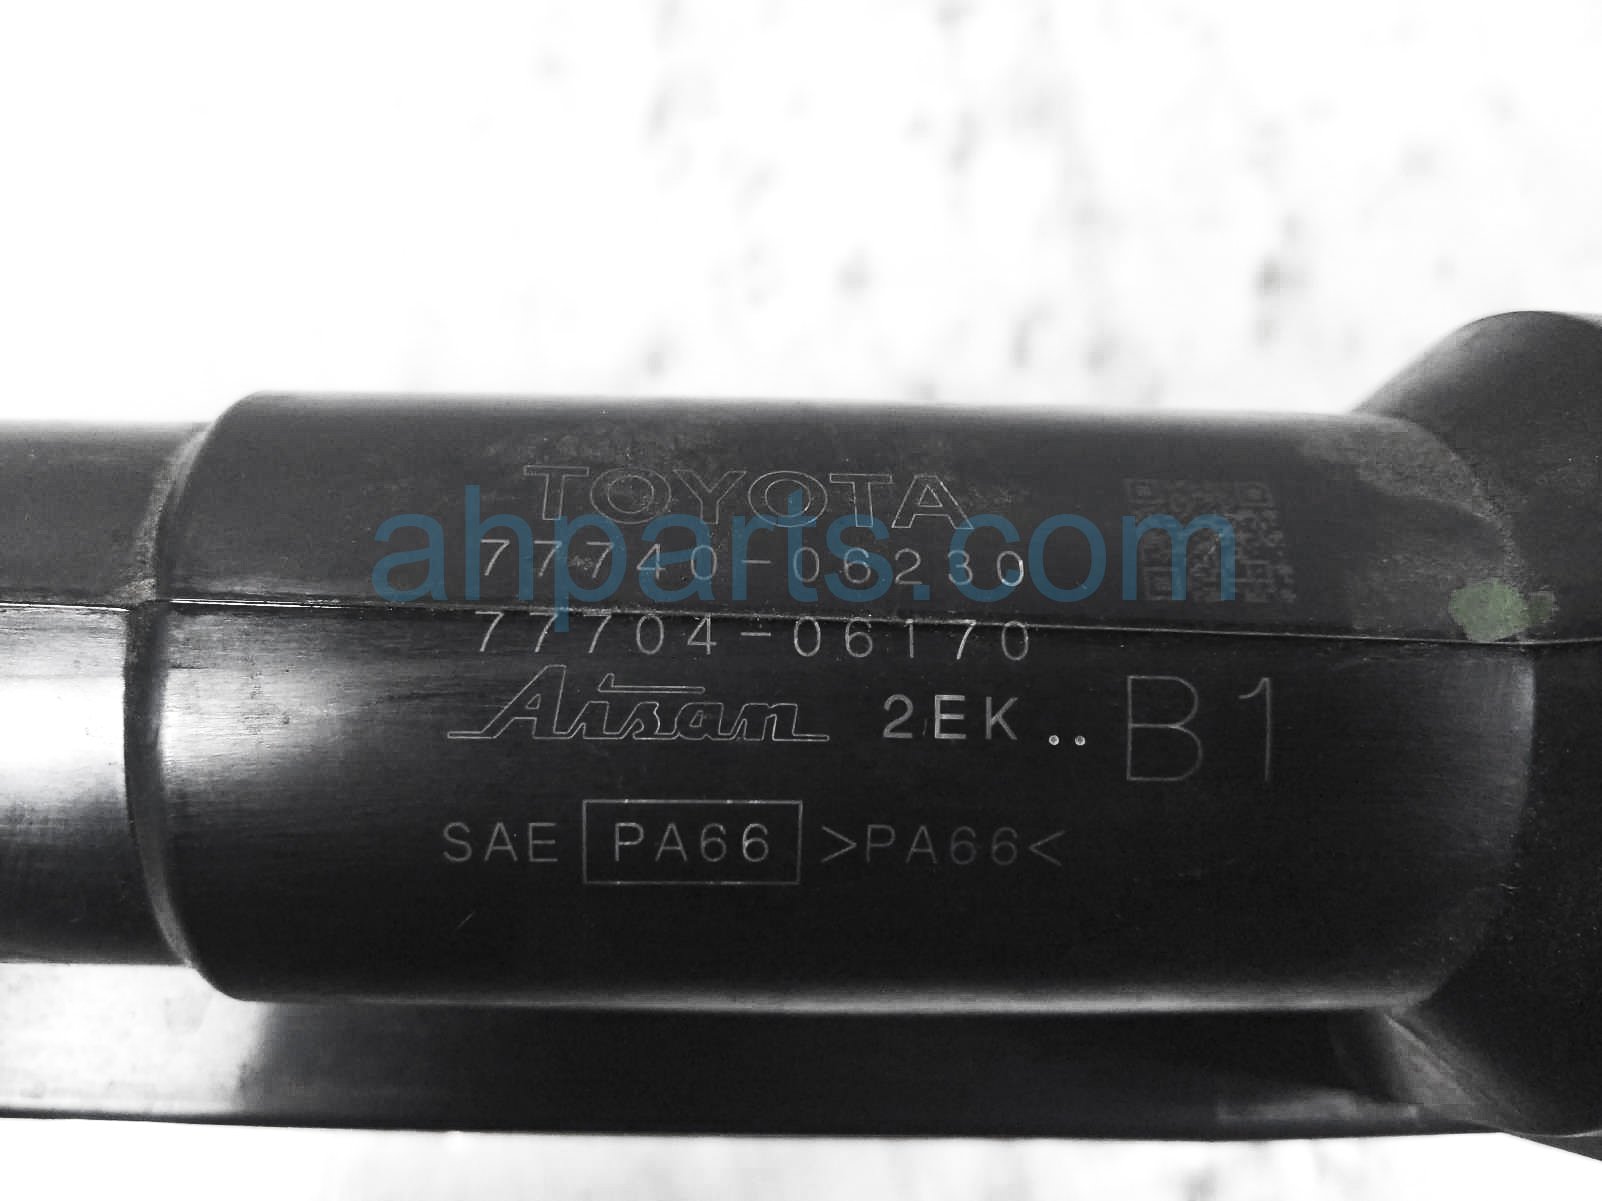 TOYOTA
77740-06230
77704-06170
Aisan 2EK.. B1
SAE PA66 >PA66<
ahparts.com